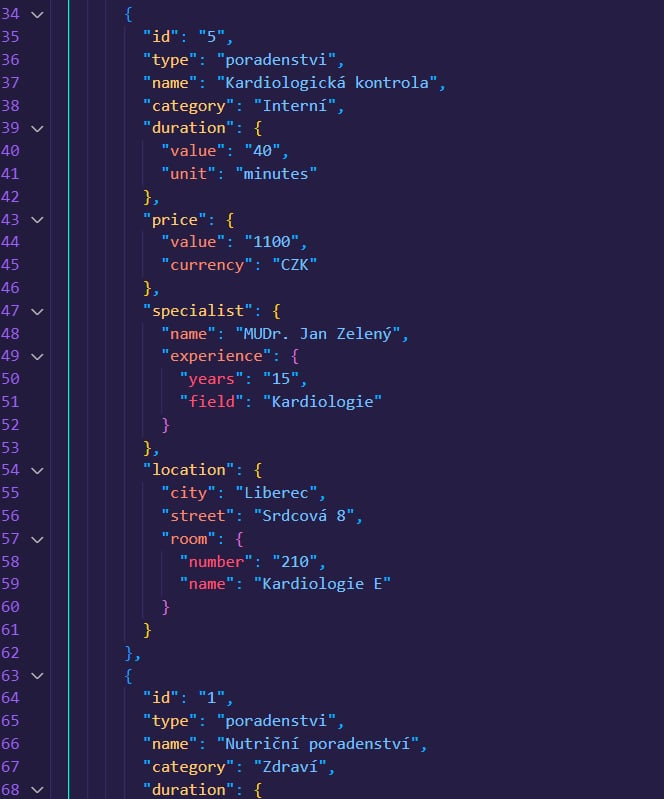 34 {
35 "id": "5",
36 "type": "poradenstvi",
37 "name": "Kardiologická kontrola",
38 "category": "Interní",
39 "duration": {
40 "value": "40",
41 "unit": "minutes"
42 },
43 "price": {
44 "value": "1100",
45 "currency": "CZK"
46 },
47 "specialist": {
48 "name": "MUDr. Jan Zelený",
49 "experience": {
50 "years": "15",
51 "field": "Kardiologie"
52 }
53 },
54 "location": {
55 "city": "Liberec",
56 "street": "Srdcová 8",
57 "room": {
58 "number": "210",
59 "name": "Kardiologie E"
60 }
61 }
62 },
63 {
64 "id": "1",
65 "type": "poradenstvi",
66 "name": "Nutriční poradenství",
67 "category": "Zdraví",
68 "duration": {